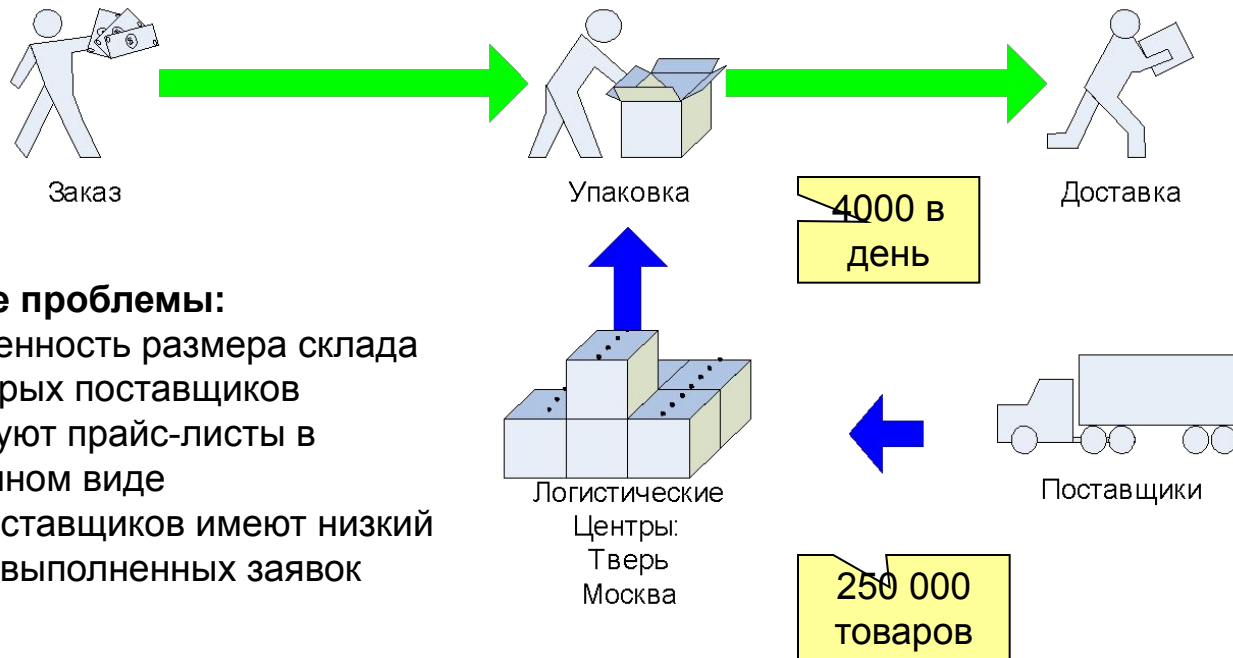 Заказ
Упаковка
Доставка
4000 в
день
е проблемы:
енность размера склада
рых поставщиков
уют прайс-листы в
ном виде
ставщиков имеют низкий
выполненных заявок
Логистические
Центры:
Тверь
Москва
Поставщики
250 000
товаров